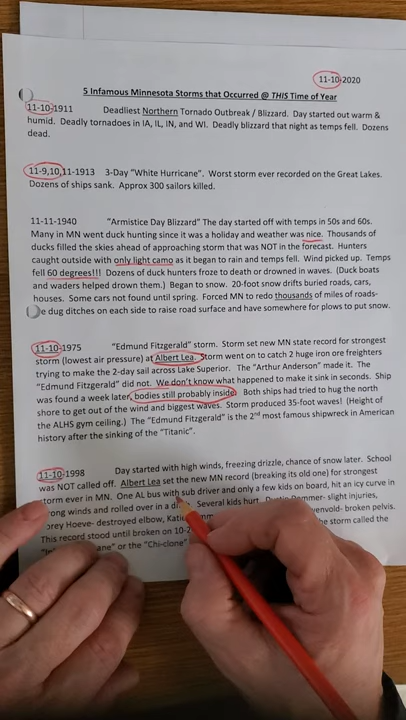 11-10-2020
5 Infamous Minnesota Storms that Occurred @ THIS Time of Year
11-10-1911 Deadliest Northern Tornado Outbreak / Blizzard. Day started out warm &
humid. Deadly tornadoes in IA, IL, IN, and WI. Deadly blizzard that night as temps fell. Dozens
dead.
11-9,10,11-1913 3-Day "White Hurricane". Worst storm ever recorded on the Great Lakes.
Dozens of ships sank. Approx 300 sailors killed.
11-11-1940 "Armistice Day Blizzard" The day started off with temps in 50s and 60s.
Many in MN went duck hunting since it was a holiday and weather was nice. Thousands of
ducks filled the skies ahead of approaching storm that was NOT in the forecast. Hunters
caught outside with only light camo as it began to rain and temps fell. Wind picked up. Temps
fell 60 degrees!!! Dozens of duck hunters froze to death or drowned in waves. (Duck boats
and waders helped drown them.) Began to snow. 20-foot snow drifts buried roads, cars,
houses. Some cars not found until spring. Forced MN to redo thousands of miles of roads-
e dug ditches on each side to raise road surface and have somewhere for plows to put snow.
11-10-1975 "Edmund Fitzgerald" storm. Storm set new MN state record for strongest
storm (lowest air pressure) at Albert Lea. Storm went on to catch 2 huge iron ore freighters
trying to make the 2-day sail across Lake Superior. The "Arthur Anderson" made it. The
"Edmund Fitzgerald" did not. We don't know what happened to make it sink in seconds. Ship
was found a week later, bodies still probably inside. Both ships had tried to hug the north
shore to get out of the wind and biggest waves. Storm produced 35-foot waves! (Height of
the ALHS gym ceiling.) The "Edmund Fitzgerald" is the 2nd most famous shipwreck in American
history after the sinking of the "Titanic".
11-10-1998 Day started with high winds, freezing drizzle, chance of snow later. School
was NOT called off. Albert Lea set the new MN record (breaking its old one) for strongest
storm ever in MN. One AL bus with sub driver and only a few kids on board, hit an icy curve in
ong winds and rolled over in a d Several kids hurt. mmer- slight injuries,
orey Hoeve- destroyed elbow, Kati venvold- broken pelvis.
This record stood until broken on 10-2 he storm called the
ane" or the "Chi-clone"